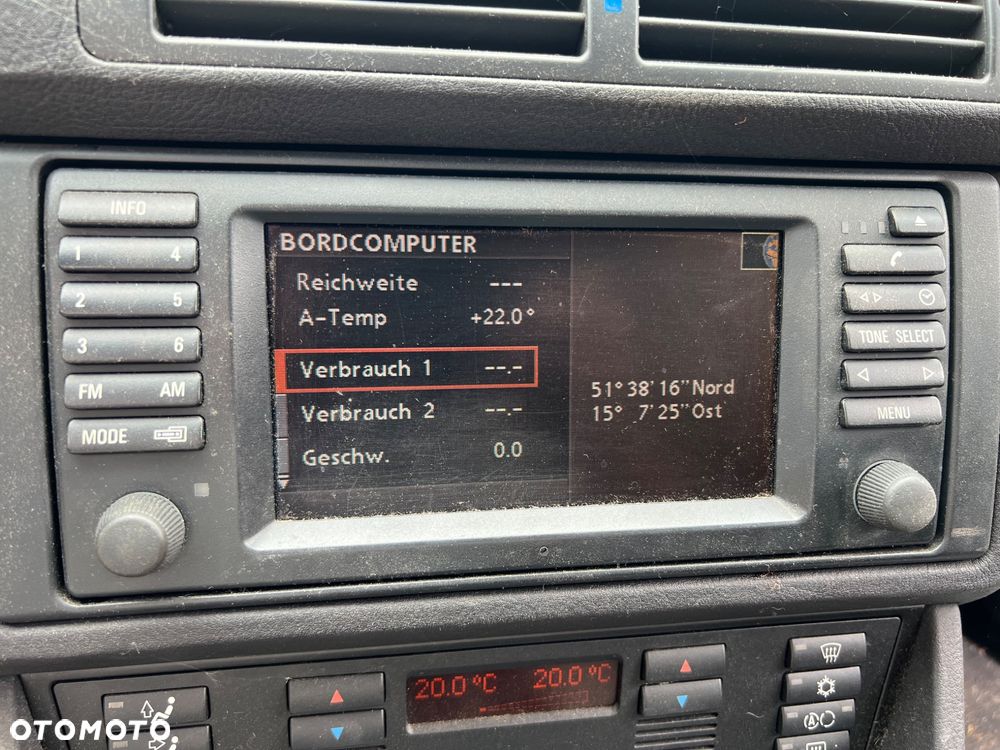 INFO
1 4
2 5
3 6
FM AM
MODE
BORDCOMPUTER
Reichweite ---
A-Temp +22.0°
Verbrauch 1 --.-
Verbrauch 2 --.-
Geschw. 0.0
51° 38' 16" Nord
15° 7' 25" Ost
TONE SELECT
MENU
20.0 °C 20.0 °C
A
OTOMOTO